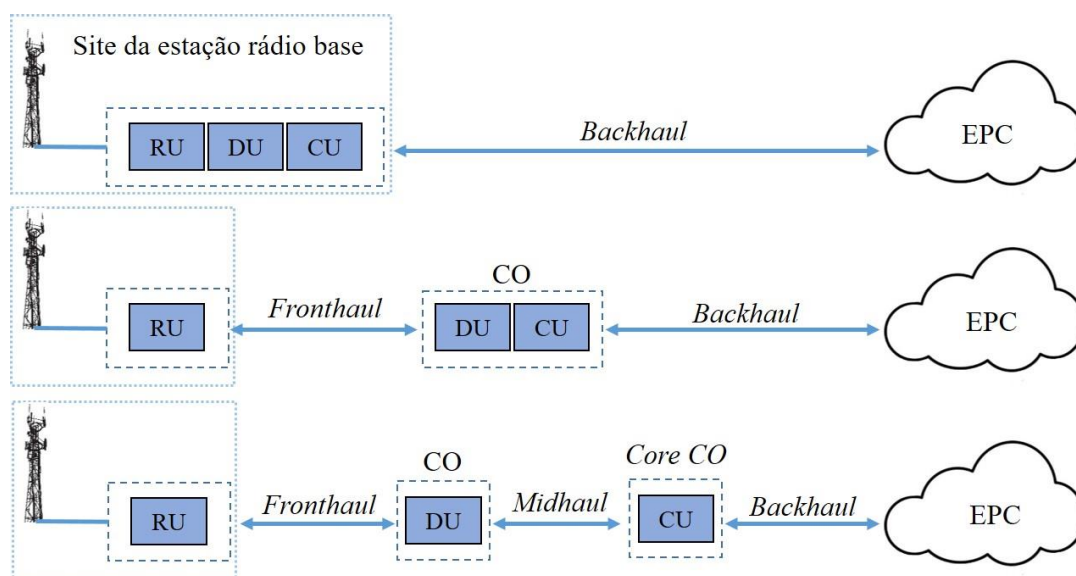 Site da estação rádio base
RU DU CU
Backhaul
EPC
CO
RU
Fronthaul
DU CU
Backhaul
EPC
CO
Core CO
RU
Fronthaul
DU
Midhaul
CU
Backhaul
EPC